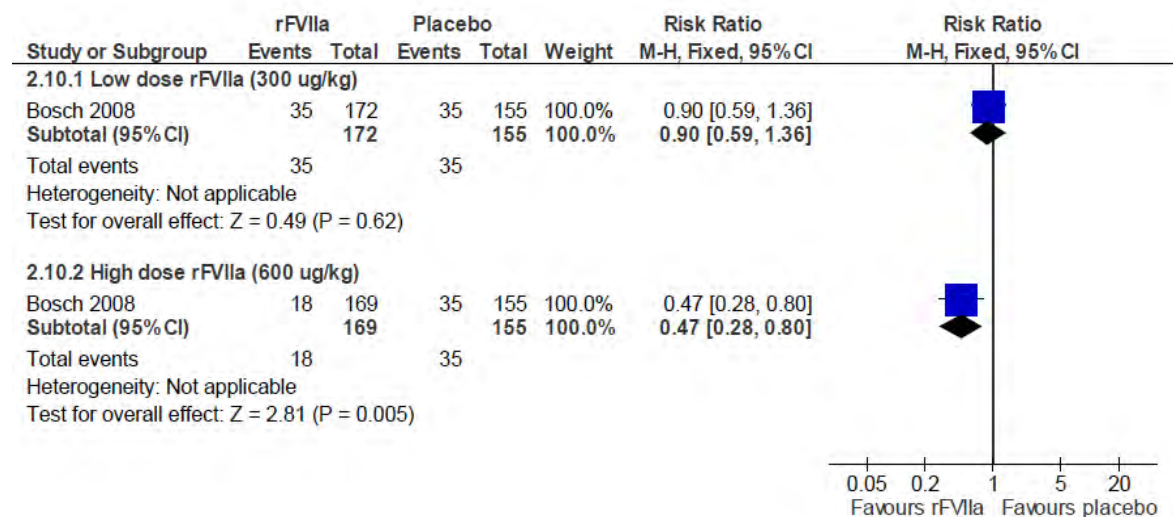 rFVIIa Placebo Risk Ratio Risk Ratio
Study or Subgroup Events Total Events Total Weight M-H, Fixed, 95% CI M-H, Fixed, 95% CI
2.10.1 Low dose rFVIIa (300 ug/kg)
Bosch 2008 35 172 35 155 100.0% 0.90 [0.59, 1.36]
Subtotal (95% CI) 172 155 100.0% 0.90 [0.59, 1.36]
Total events 35 35
Heterogeneity: Not applicable
Test for overall effect: Z = 0.49 (P = 0.62)
2.10.2 High dose rFVIIa (600 ug/kg)
Bosch 2008 18 169 35 155 100.0% 0.47 [0.28, 0.80]
Subtotal (95% CI) 169 155 100.0% 0.47 [0.28, 0.80]
Total events 18 35
Heterogeneity: Not applicable
Test for overall effect: Z = 2.81 (P = 0.005)
0.05 0.2 1 5 20
Favours rFVIIa Favours placebo